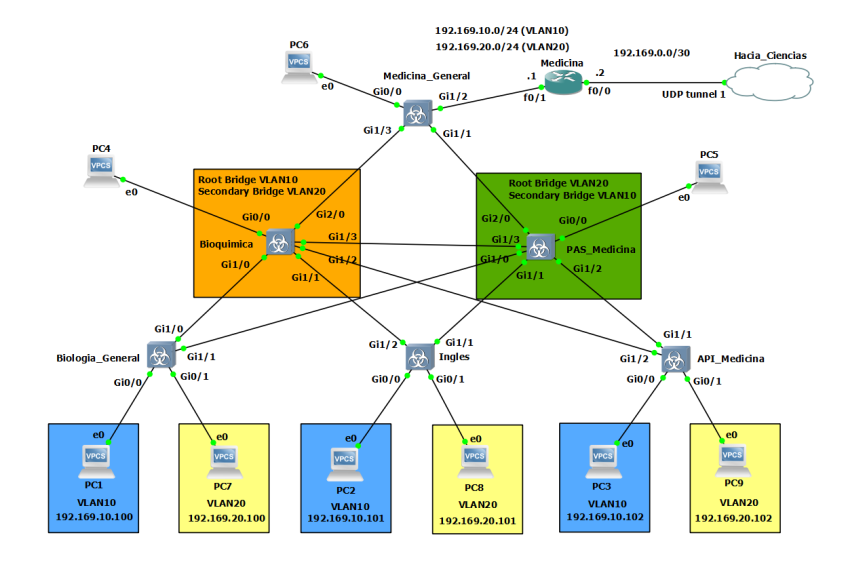 192.169.10.0/24 (VLAN10)
192.169.20.0/24 (VLAN20)
192.169.0.0/30
PC6
VPCS
e0
Medicina_General
Gi0/0
Gi1/2
Gi1/3
Gi1/1
Medicina
.1
f0/1
.2
f0/0
Hacia_Ciencias
UDP tunnel 1
PC4
VPCS
e0
PC5
VPCS
e0
Root Bridge VLAN10
Secondary Bridge VLAN20
Gi0/0
Gi2/0
Bioquimica
Gi1/3
Gi1/2
Gi1/0
Gi1/1
Root Bridge VLAN20
Secondary Bridge VLAN10
Gi2/0
Gi0/0
Gi1/3
PAS_Medicina
Gi1/0
Gi1/2
Gi1/1
Gi1/0
Biologia_General
Gi1/1
Gi0/0
Gi0/1
Gi1/2
Gi1/1
Ingles
Gi0/0
Gi0/1
Gi1/1
Gi1/2
API_Medicina
Gi0/0
Gi0/1
e0
VPCS
PC1
VLAN10
192.169.10.100
e0
VPCS
PC7
VLAN20
192.169.20.100
e0
VPCS
PC2
VLAN10
192.169.10.101
e0
VPCS
PC8
VLAN20
192.169.20.101
e0
VPCS
PC3
VLAN10
192.169.10.102
e0
VPCS
PC9
VLAN20
192.169.20.102